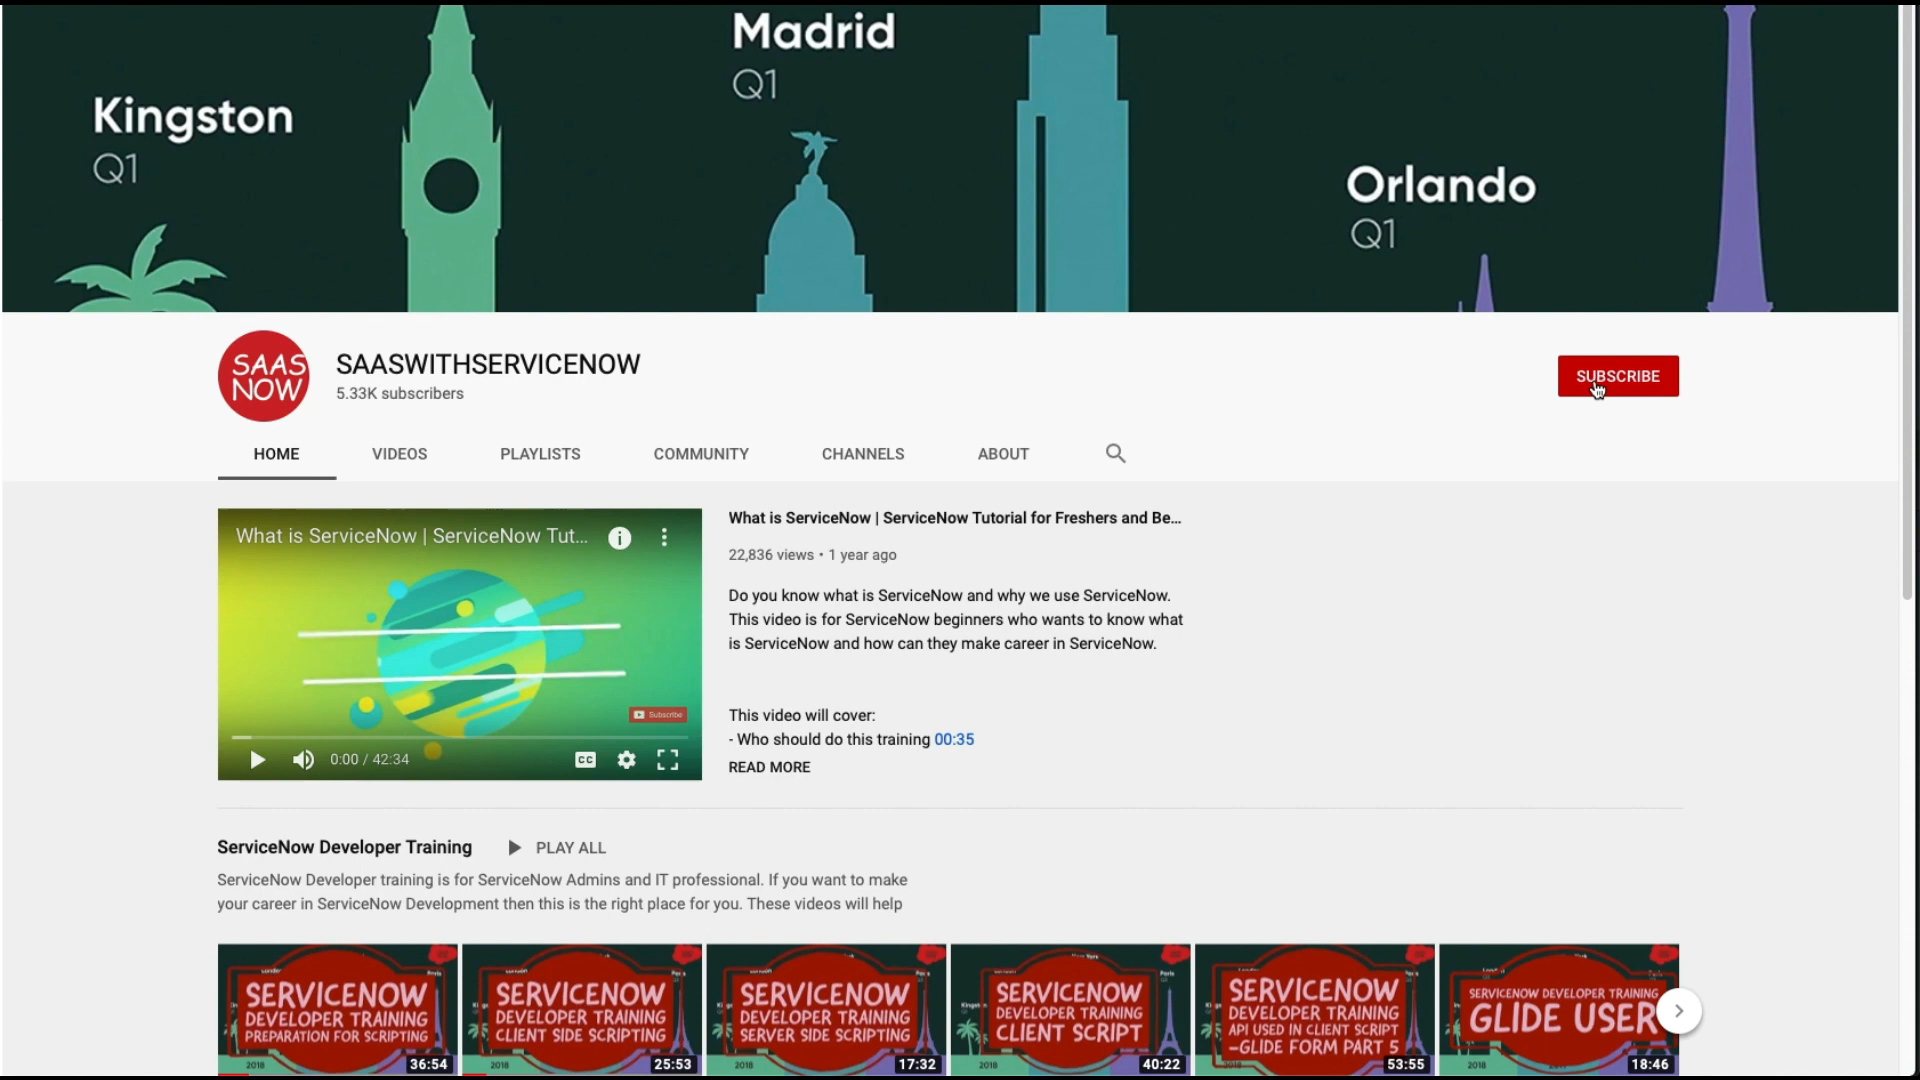 Madrid
Q1
Kingston
Q1
Orlando
Q1
SAAS
NOW
SAASWITHSERVICENOW
5.33K subscribers
SUBSCRIBE
HOME VIDEOS PLAYLISTS COMMUNITY CHANNELS ABOUT
What is ServiceNow | ServiceNow Tut...
Subscribe
0:00 / 42:34
CC
What is ServiceNow | ServiceNow Tutorial for Freshers and Be...
22,836 views • 1 year ago
Do you know what is ServiceNow and why we use ServiceNow.
This video is for ServiceNow beginners who wants to know what
is ServiceNow and how can they make career in ServiceNow.
This video will cover:
- Who should do this training 00:35
READ MORE
ServiceNow Developer Training PLAY ALL
ServiceNow Developer training is for ServiceNow Admins and IT professional. If you want to make
your career in ServiceNow Development then this is the right place for you. These videos will help
SERVICENOW
DEVELOPER TRAINING
PREPARATION FOR SCRIPTING
2018
36:54
SERVICENOW
DEVELOPER TRAINING
CLIENT SIDE SCRIPTING
2018
25:53
SERVICENOW
DEVELOPER TRAINING
SERVER SIDE SCRIPTING
2018
17:32
SERVICENOW
DEVELOPER TRAINING
CLIENT SCRIPT
2018
40:22
SERVICENOW
DEVELOPER TRAINING
API USED IN CLIENT SCRIPT
-GLIDE FORM PART 5
2018
53:55
SERVICENOW DEVELOPER TRAINING
GLIDE USER
2018
18:46